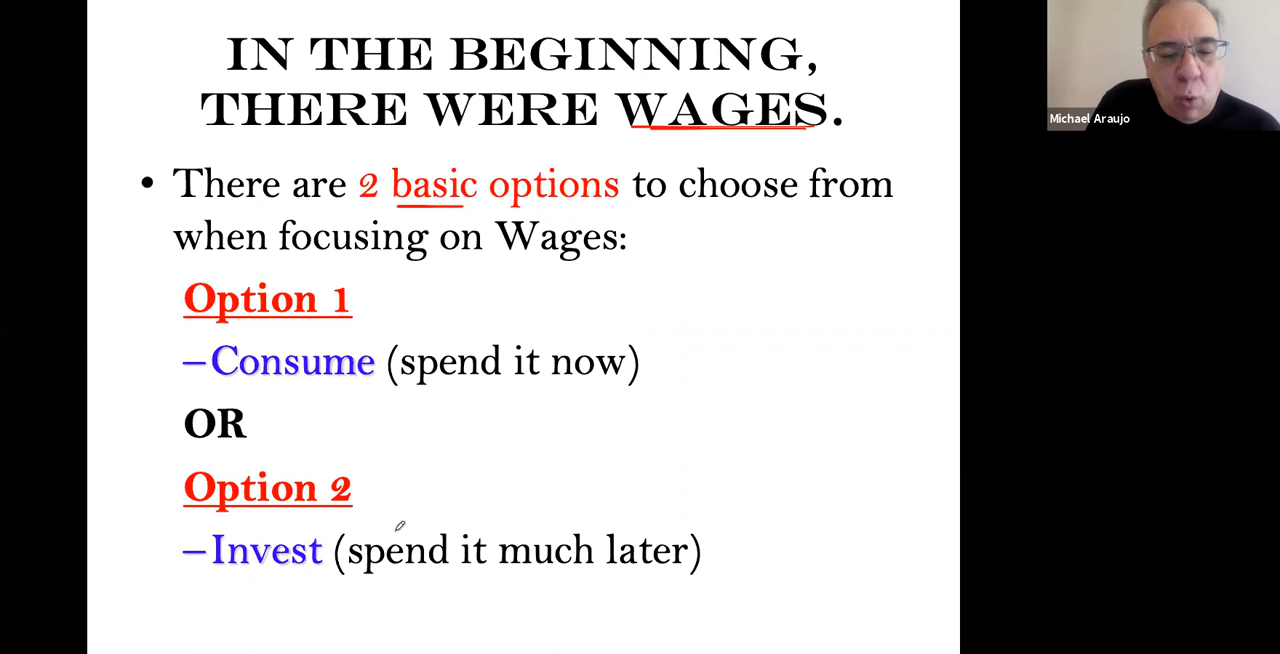 IN THE BEGINNING,
THERE WERE WAGES.
• There are 2 basic options to choose from
when focusing on Wages:
Option 1
–Consume (spend it now)
OR
Option 2
–Invest (spend it much later)
Michael Araujo